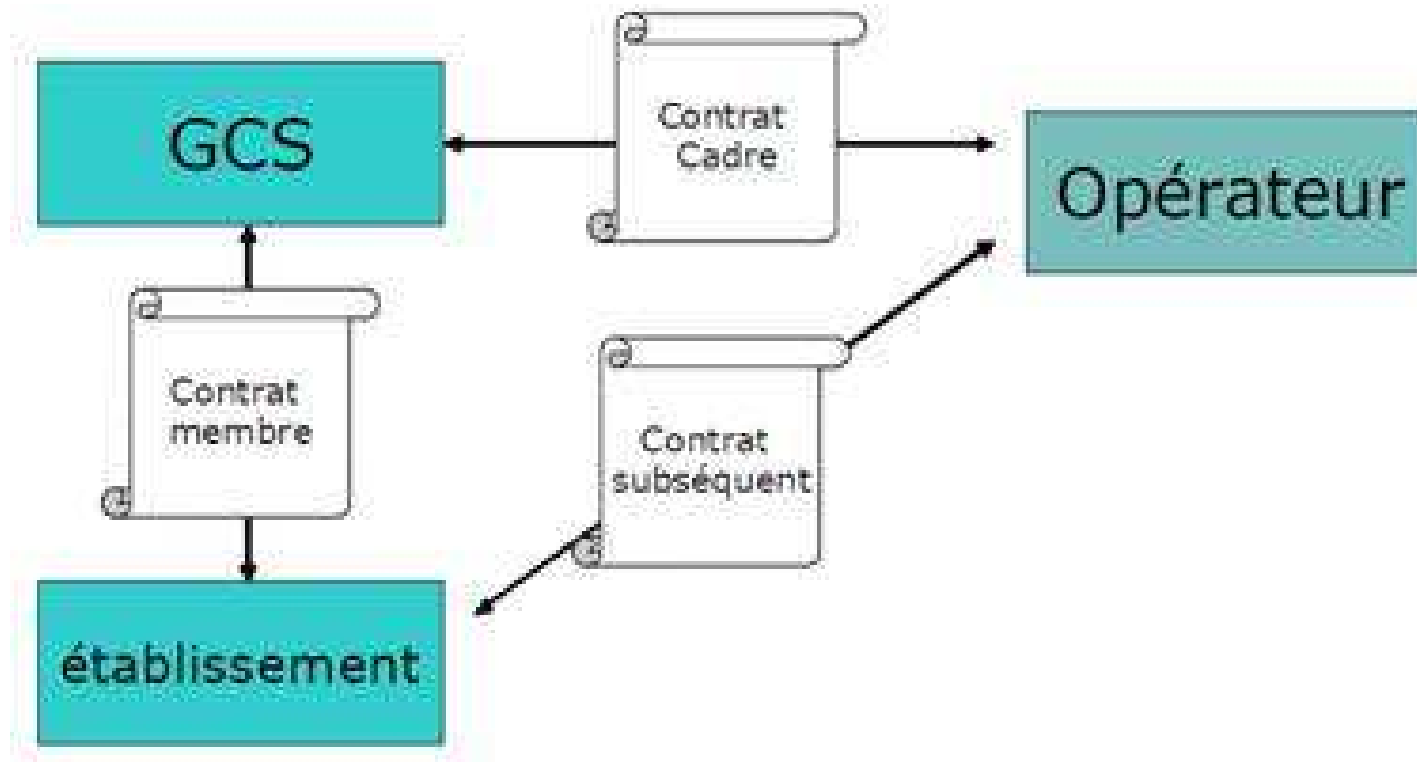 GCS
Contrat
Cadre
Opérateur
Contrat
membre
Contrat
subséquent
établissement